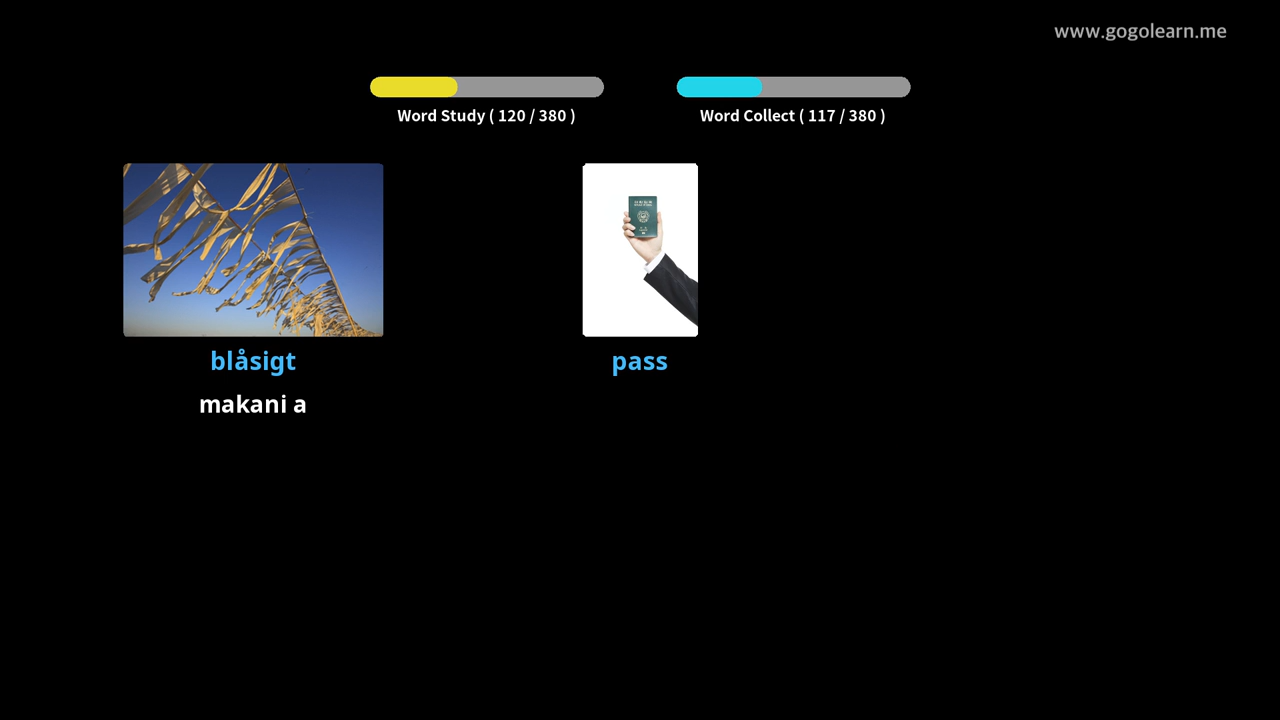 www.gogolearn.me
Word Study ( 120 / 380 )
Word Collect ( 117 / 380 )
blåsigt
pass
makani a